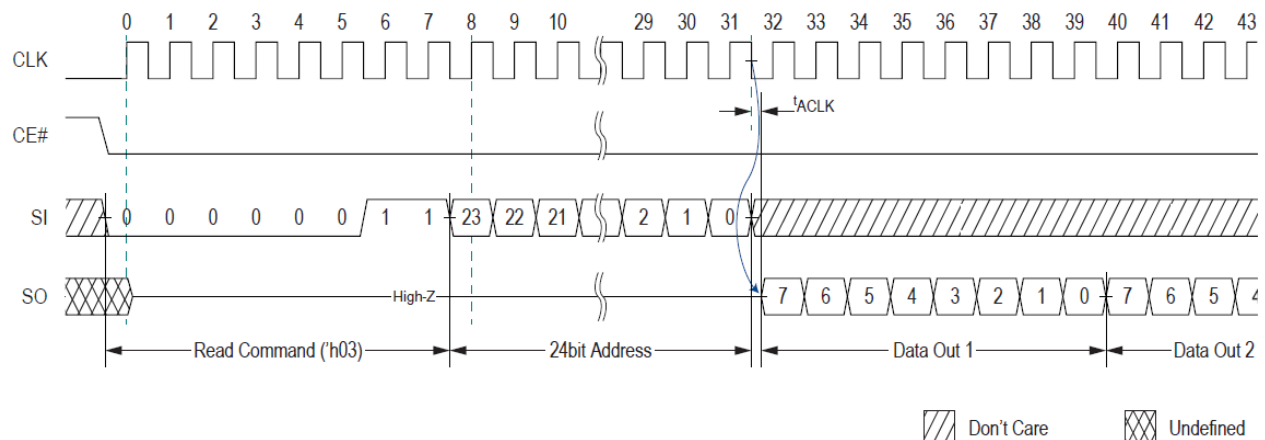 0 1 2 3 4 5 6 7 8 9 10 29 30 31 32 33 34 35 36 37 38 39 40 41 42 43
CLK
tACLK
CE#
SI 0 0 0 0 0 0 1 1 23 22 21 2 1 0
SO High-Z 7 6 5 4 3 2 1 0 7 6 5 4
Read Command ('h03) 24bit Address Data Out 1 Data Out 2
Don't Care Undefined